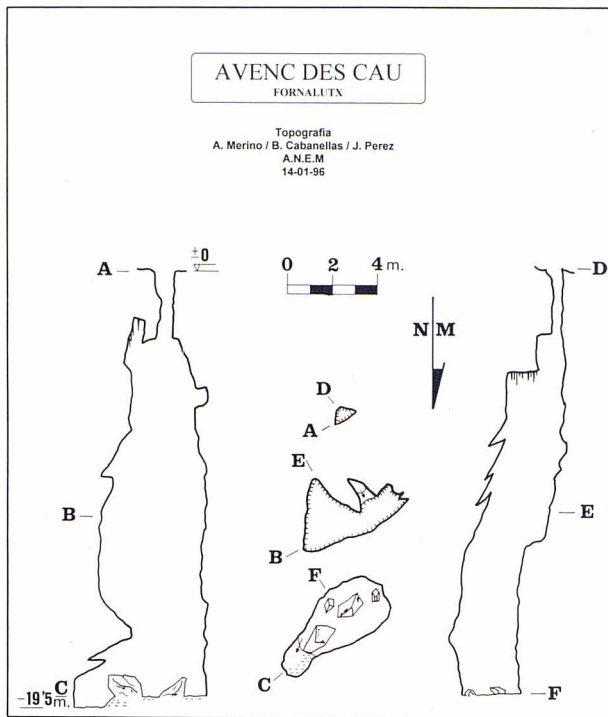 AVENC DES CAU
FORNALUTX
Topografia
A. Merino / B. Cabanellas / J. Perez
A.N.E.M
14-01-96
A
±0
0 2 4 m.
D
N M
D
A
E
B
E
B
F
C
C
-19'5 m.
F